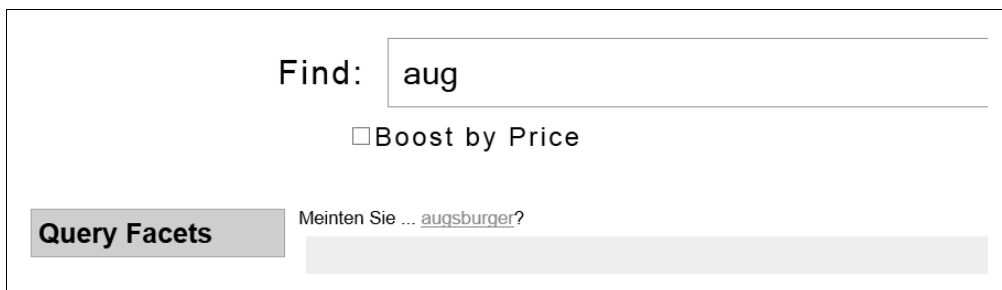 Find: aug
Boost by Price
Query Facets
Meinten Sie ... augsburger?